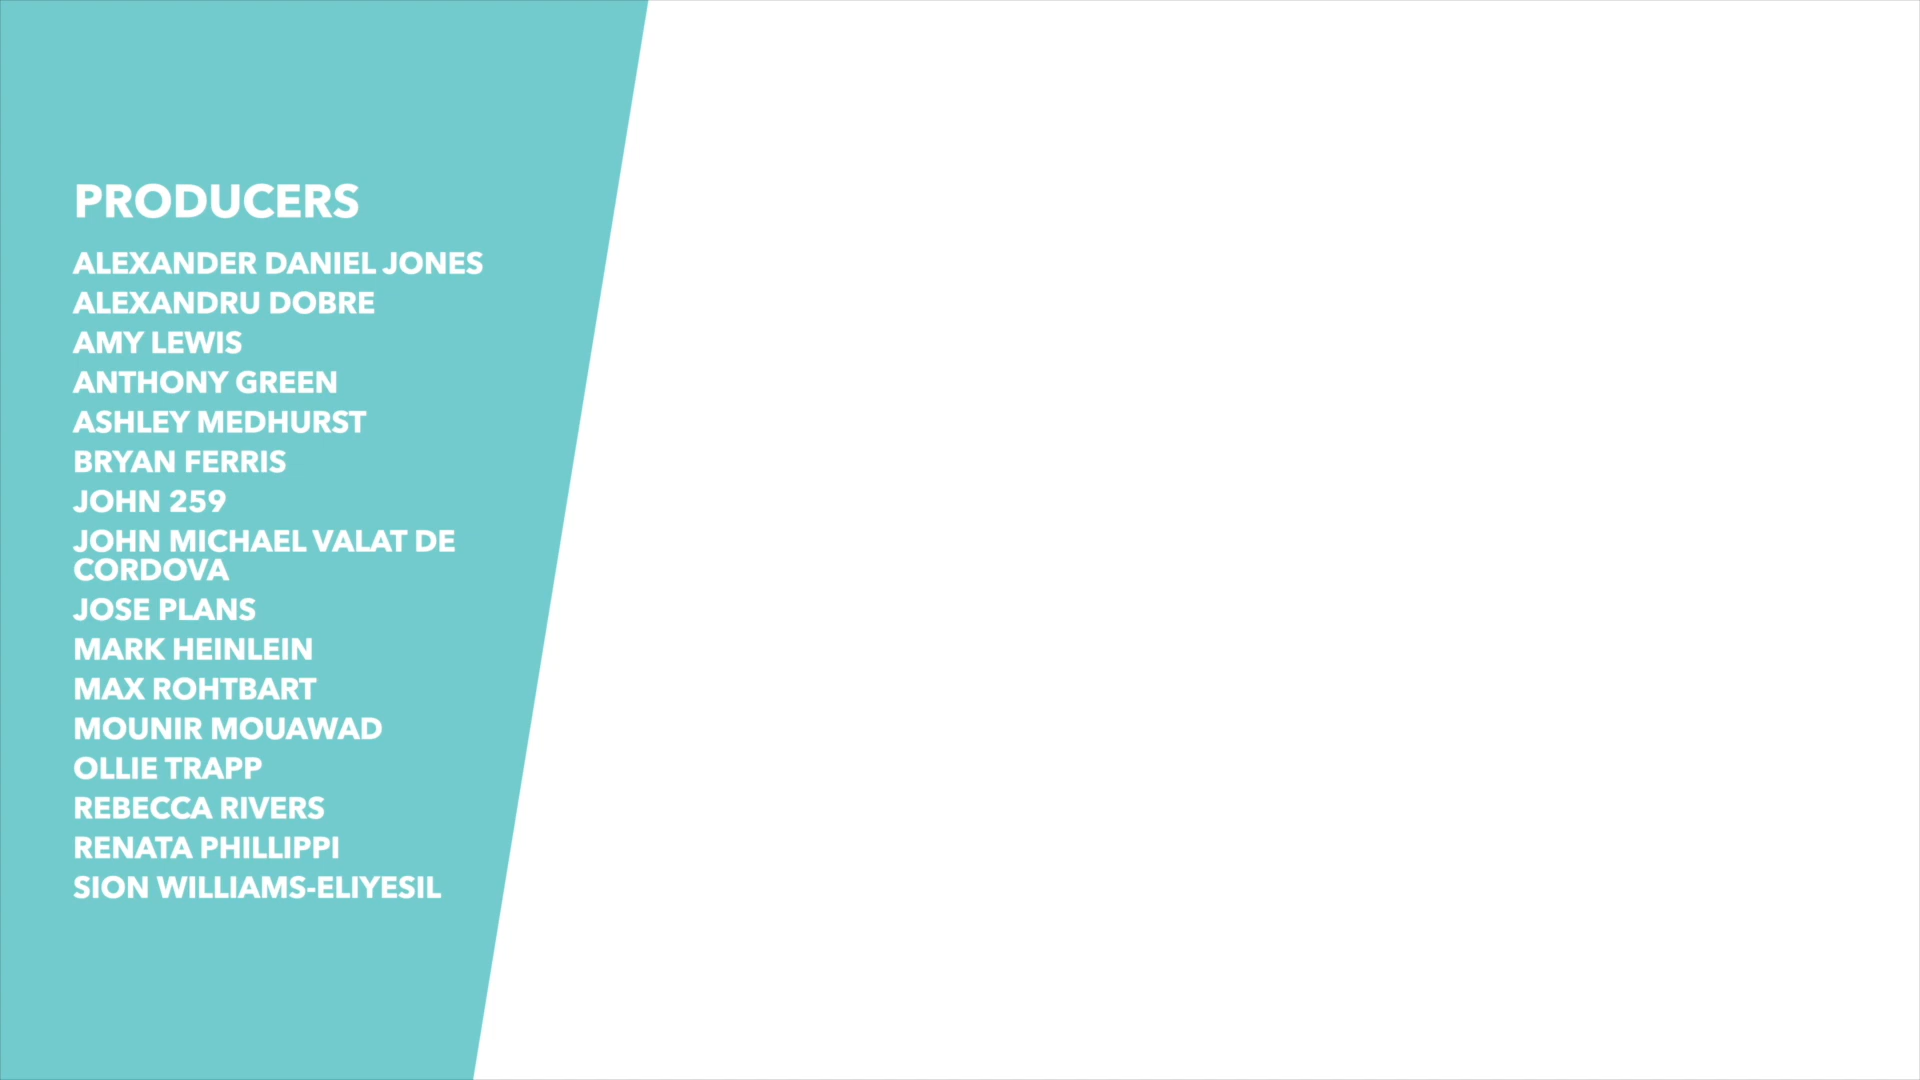 PRODUCERS
ALEXANDER DANIEL JONES
ALEXANDRU DOBRE
AMY LEWIS
ANTHONY GREEN
ASHLEY MEDHURST
BRYAN FERRIS
JOHN 259
JOHN MICHAEL VALAT DE
CORDOVA
JOSE PLANS
MARK HEINLEIN
MAX ROHTBART
MOUNIR MOUAWAD
OLLIE TRAPP
REBECCA RIVERS
RENATA PHILLIPPI
SION WILLIAMS-ELIYESIL